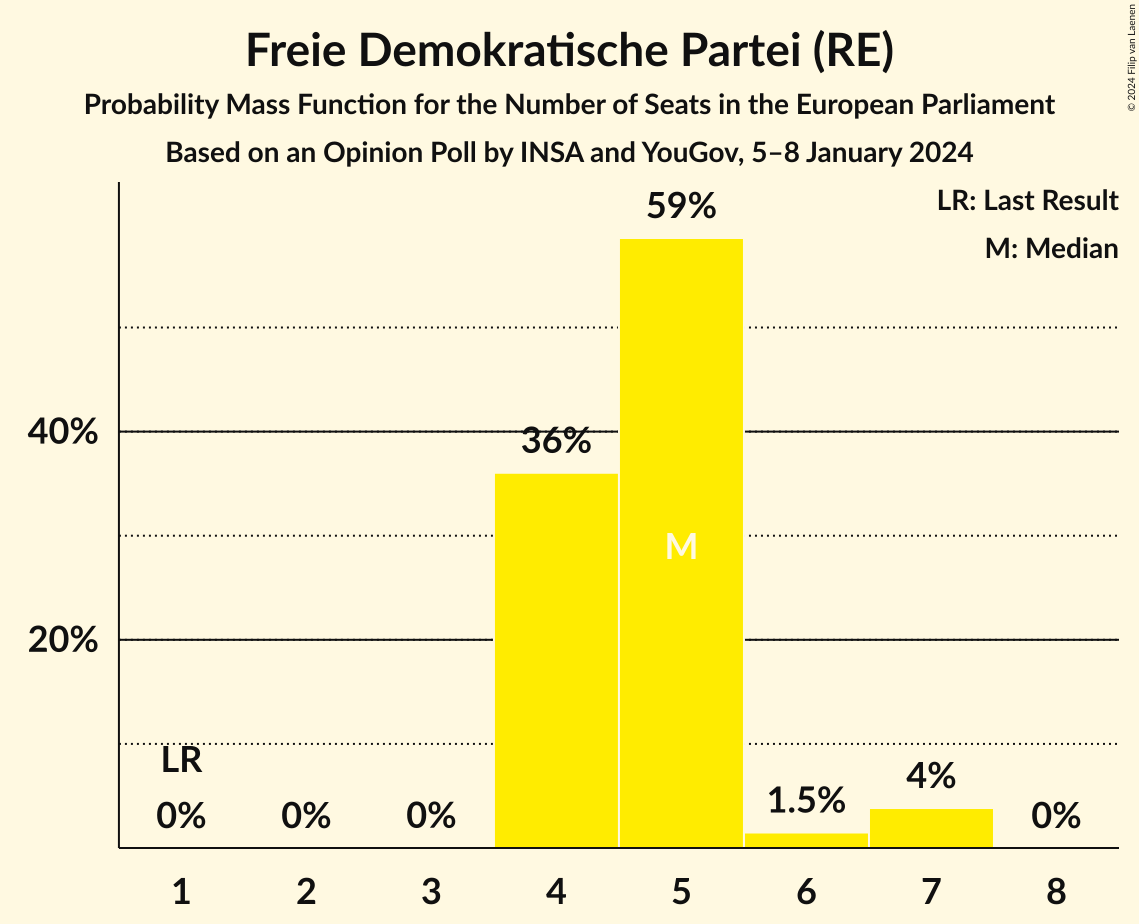 Freie Demokratische Partei (RE)
Probability Mass Function for the Number of Seats in the European Parliament
Based on an Opinion Poll by INSA and YouGov, 5–8 January 2024
© 2024 Filip van Laenen
LR: Last Result
M: Median
59%
40%
36%
M
20%
LR
0%
0%
0%
1.5%
4%
0%
1 2 3 4 5 6 7 8